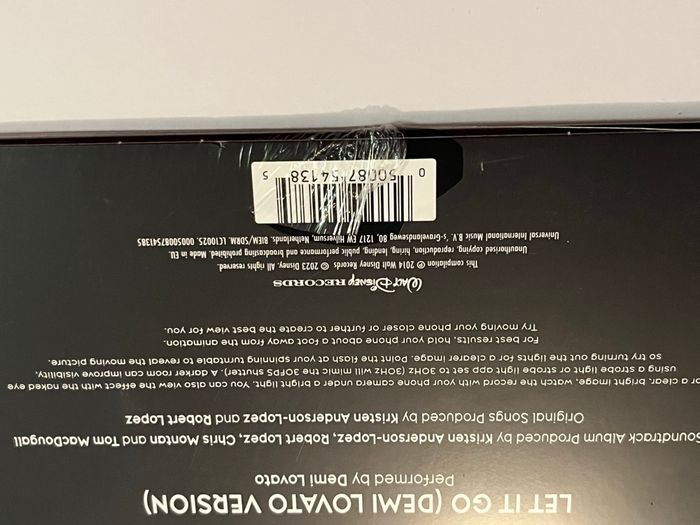 LET IT GO (DEMI LOVATO VERSION)
Performed by Demi Lovato
Soundtrack Album Produced by Kristen Anderson-Lopez, Robert Lopez, Chris Montan and Tom MacDougall
Original Songs Produced by Kristen Anderson-Lopez and Robert Lopez
For a clear, bright image, watch the record with your phone camera under a bright light. You can also view the effect with the naked eye
using a strobe light or strobe light app set to 30Hz (30Hz will mimic the 30FPS shutter). A darker room can improve visibility,
so try turning out the lights for a clearer image. Point the flash at your spinning turntable to reveal the moving picture.
For best results, hold your phone about a foot away from the animation.
Try moving your phone closer or further to create the best view for you.
WALT DISNEY RECORDS
This compilation ℗ 2014 Walt Disney Records © 2023 Disney. All rights reserved.
Unauthorised copying, reproduction, hiring, lending, public performance and broadcasting prohibited. Made in EU.
Universal International Music B.V. 's-Gravelandseweg 80, 1217 EW Hilversum, Netherlands. BIEM/SDRM. LC10025. 00050087541385
0 50087 54138 5